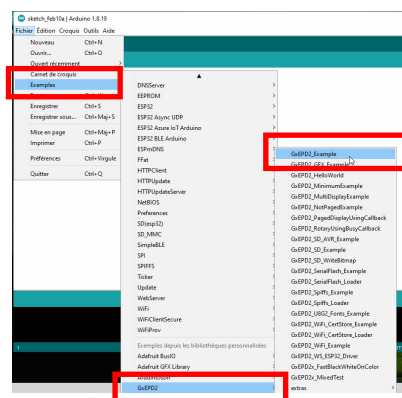 sketch_feb10a | Arduino 1.8.19
Fichier Édition Croquis Outils Aide
Nouveau Ctrl+N
Ouvrir... Ctrl+O
Ouvert récemment
Carnet de croquis
Exemples
Enregistrer Ctrl+S
Enregistrer sous... Ctrl+Maj+S
Mise en page Ctrl+Maj+P
Imprimer Ctrl+P
Préférences Ctrl+Virgule
Quitter Ctrl+Q
DNSServer
EEPROM
ESP32
ESP32 Async UDP
ESP32 Azure IoT Arduino
ESP32 BLE Arduino
ESPmDNS
FFat
HTTPClient
HTTPUpdate
HTTPUpdateServer
NetBIOS
Preferences
SD(esp32)
SD_MMC
SimpleBLE
SPI
SPIFFS
Ticker
Update
WebServer
WiFi
WiFiClientSecure
WiFiProv
Exemples depuis les bibliothèques personnalisées
Adafruit BusIO
Adafruit GFX Library
ArduinoJson
GxEPD2
GxEPD2_Example
GxEPD2_GFX_Example
GxEPD2_HelloWorld
GxEPD2_MinimumExample
GxEPD2_MultiDisplayExample
GxEPD2_NotPagedExample
GxEPD2_PagedDisplayUsingCallback
GxEPD2_RotaryUsingBusyCallback
GxEPD2_SD_AVR_Example
GxEPD2_SD_Example
GxEPD2_SD_WriteBitmap
GxEPD2_SerialFlash_Example
GxEPD2_SerialFlash_Loader
GxEPD2_Spiffs_Example
GxEPD2_Spiffs_Loader
GxEPD2_U8G2_Fonts_Example
GxEPD2_WiFi_CertStore_Example
GxEPD2_WiFi_CertStore_Loader
GxEPD2_WiFi_Example
GxEPD2_WS_ESP32_Driver
GxEPD2x_FastBlackWhiteOnColor
GxEPD2x_MixedTest
extras
1